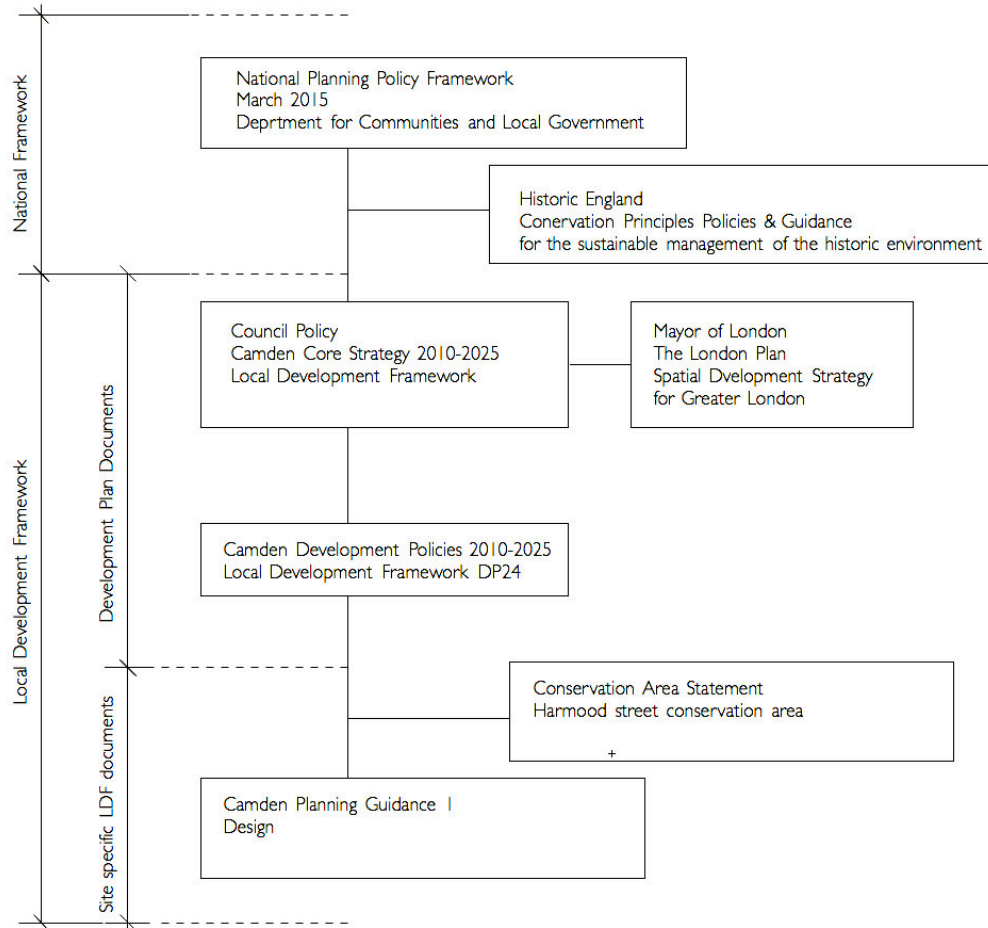 National Framework
National Planning Policy Framework
March 2015
Deprtment for Communities and Local Government
Historic England
Conervation Principles Policies & Guidance
for the sustainable management of the historic environment
Local Development Framework
Development Plan Documents
Council Policy
Camden Core Strategy 2010-2025
Local Development Framework
Mayor of London
The London Plan
Spatial Dvelopment Strategy
for Greater London
Camden Development Policies 2010-2025
Local Development Framework DP24
Site specific LDF documents
Conservation Area Statement
Harmood street conservation area
+
Camden Planning Guidance 1
Design